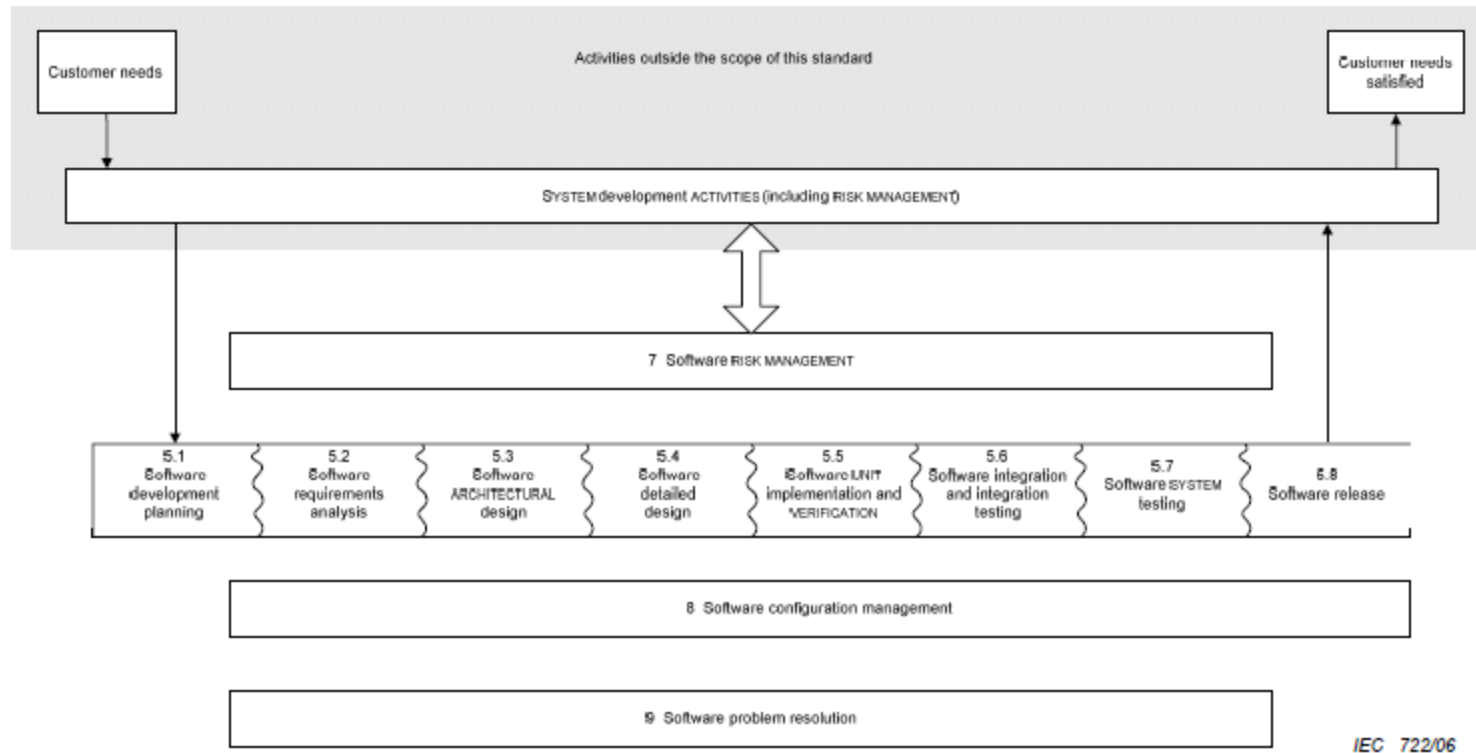 Activities outside the scope of this standard
Customer needs
Customer needs
satisfied
SYSTEM development ACTIVITIES (including RISK MANAGEMENT)
7 Software RISK MANAGEMENT
5.1
Software
development
planning
5.2
Software
requirements
analysis
5.3
Software
ARCHITECTURAL
design
5.4
Software
detailed
design
5.5
Software UNIT
implementation and
VERIFICATION
5.6
Software integration
and integration
testing
5.7
Software SYSTEM
testing
5.8
Software release
8 Software configuration management
9 Software problem resolution
IEC 722/06